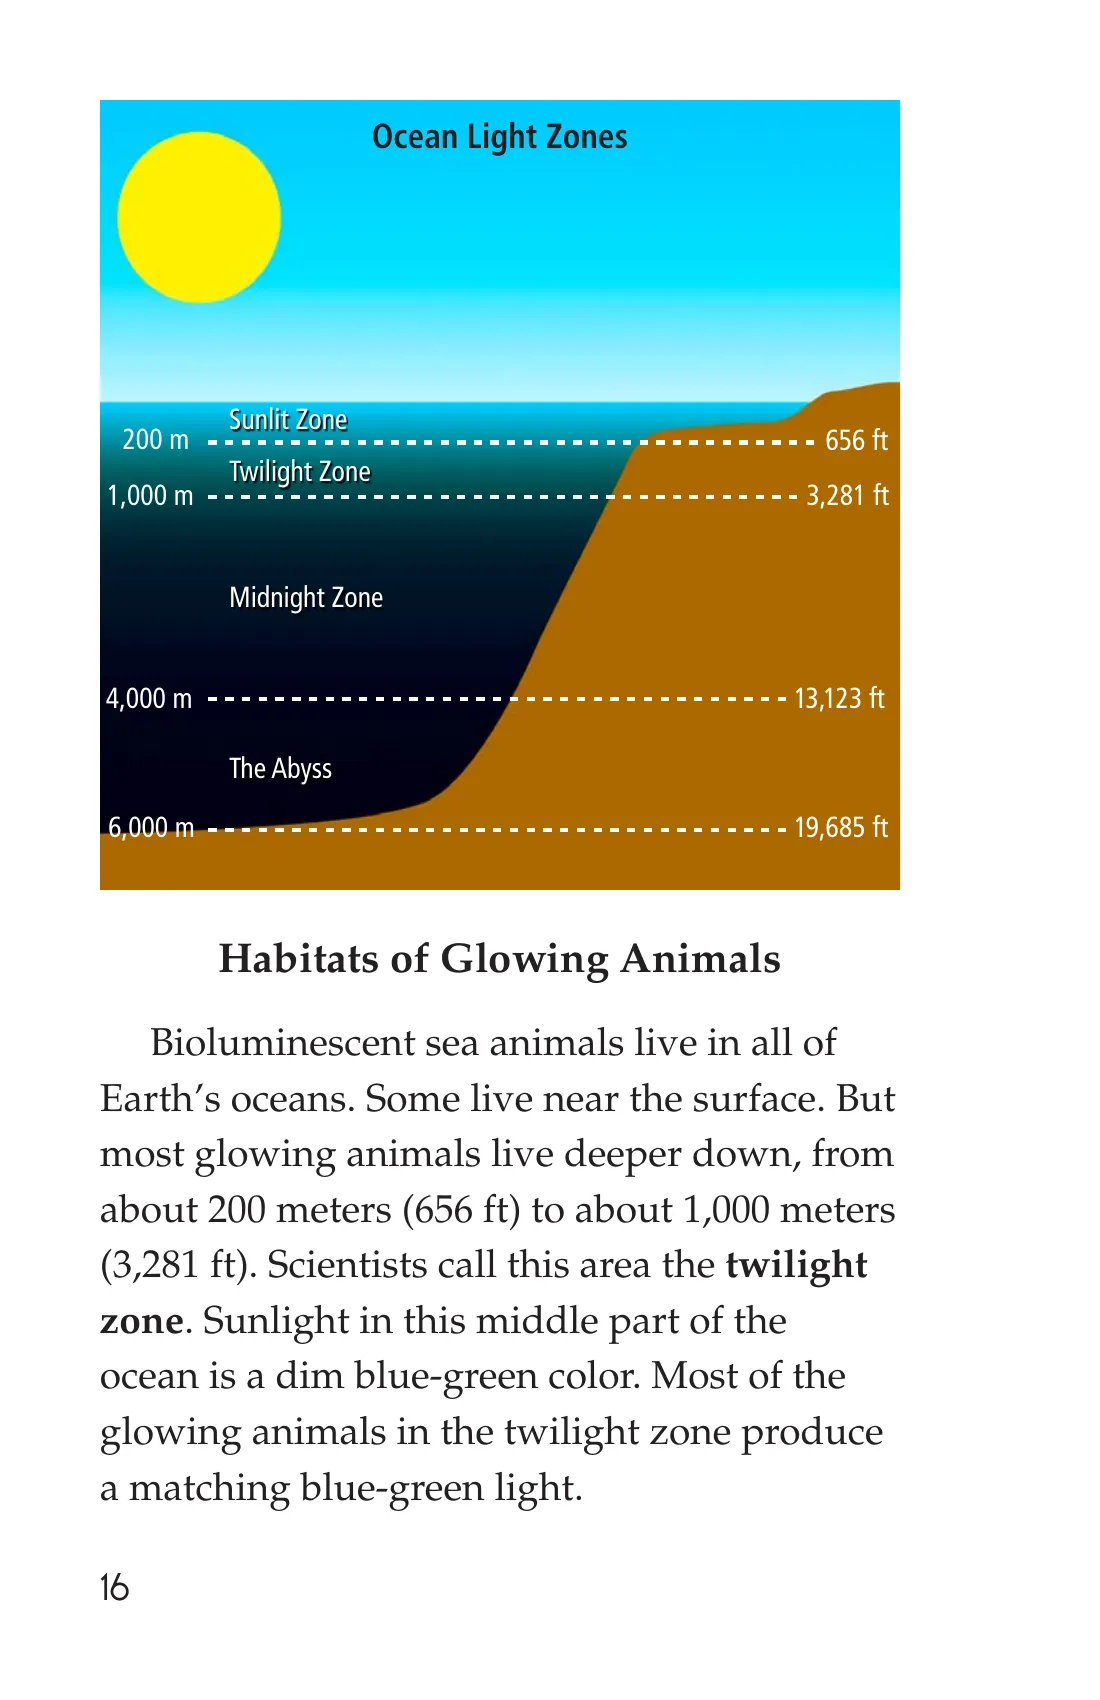 Ocean Light Zones
Sunlit Zone
200 m 656 ft
Twilight Zone
1,000 m 3,281 ft
Midnight Zone
4,000 m 13,123 ft
The Abyss
6,000 m 19,685 ft
Habitats of Glowing Animals
Bioluminescent sea animals live in all of
Earth’s oceans. Some live near the surface. But
most glowing animals live deeper down, from
about 200 meters (656 ft) to about 1,000 meters
(3,281 ft). Scientists call this area the twilight
zone. Sunlight in this middle part of the
ocean is a dim blue-green color. Most of the
glowing animals in the twilight zone produce
a matching blue-green light.
16